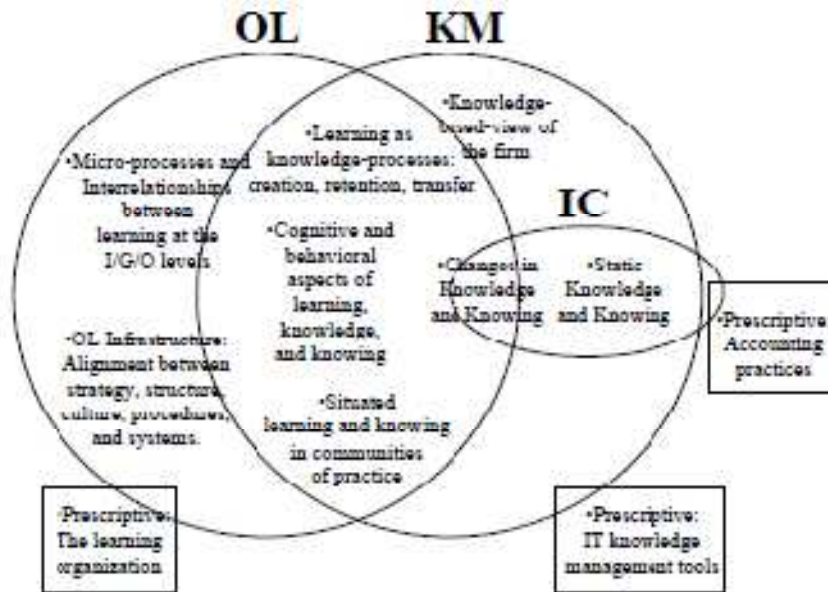 OL
KM
•Knowledge-
based-view of
the firm
•Learning as
knowledge-processes:
creation, retention, transfer
•Micro-processes and
Interrelationships
between
learning at the
I/G/O levels
IC
•Cognitive and
behavioral
aspects of
learning,
knowledge,
and knowing
•Changes in
Knowledge
and Knowing
•Static
Knowledge
and Knowing
•Prescriptive:
Accounting
practices
•OL Infrastructure:
Alignment between
strategy, structure,
culture, procedures,
and systems.
•Situated
learning and knowing
in communities
of practice
•Prescriptive:
The learning
organization
•Prescriptive:
IT knowledge
management tools